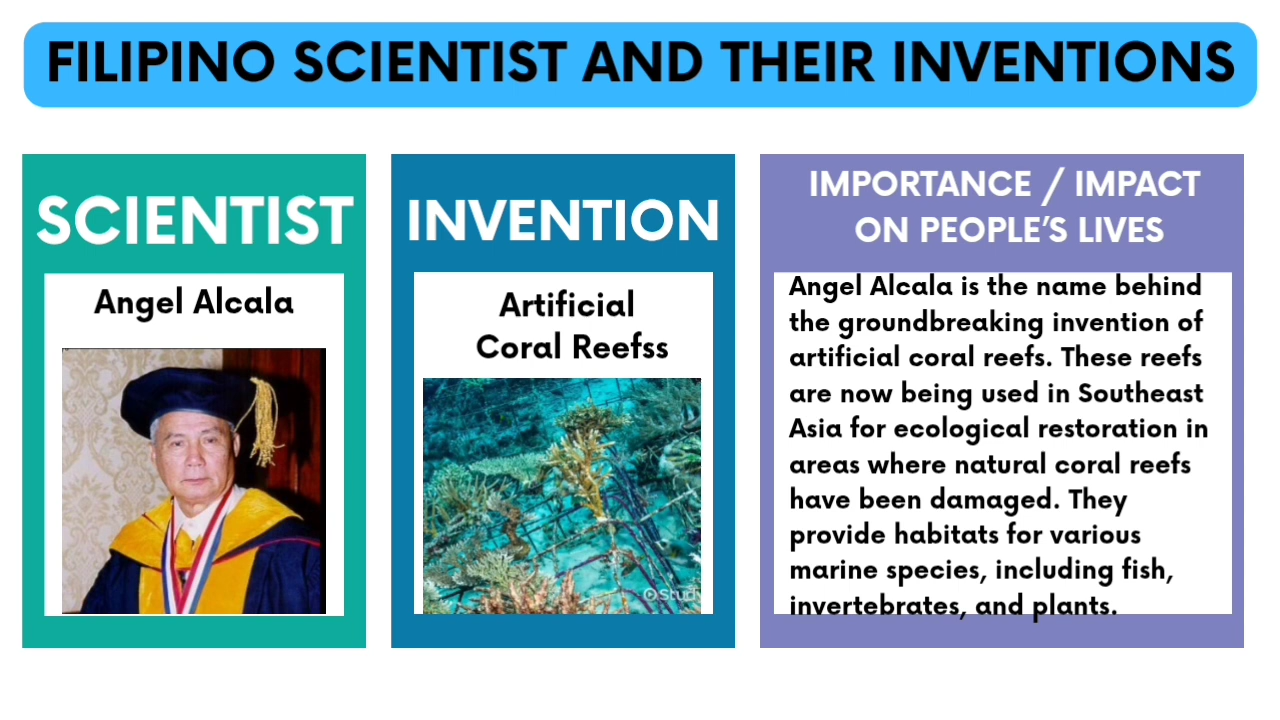 FILIPINO SCIENTIST AND THEIR INVENTIONS
SCIENTIST
Angel Alcala
INVENTION
Artificial
Coral Reefss
Stud
IMPORTANCE / IMPACT
ON PEOPLE'S LIVES
Angel Alcala is the name behind
the groundbreaking invention of
artificial coral reefs. These reefs
are now being used in Southeast
Asia for ecological restoration in
areas where natural coral reefs
have been damaged. They
provide habitats for various
marine species, including fish,
invertebrates, and plants.